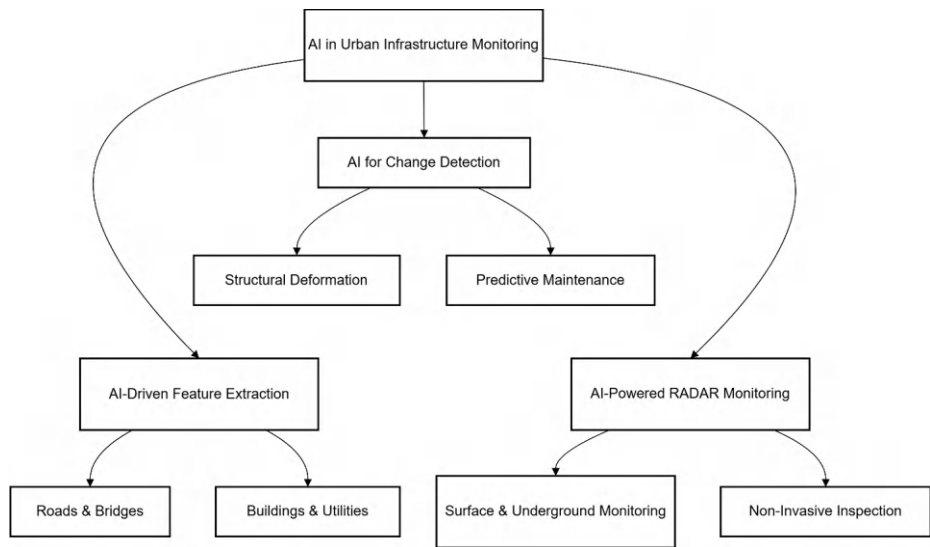 AI in Urban Infrastructure Monitoring
AI for Change Detection
Structural Deformation
Predictive Maintenance
AI-Driven Feature Extraction
AI-Powered RADAR Monitoring
Roads & Bridges
Buildings & Utilities
Surface & Underground Monitoring
Non-Invasive Inspection